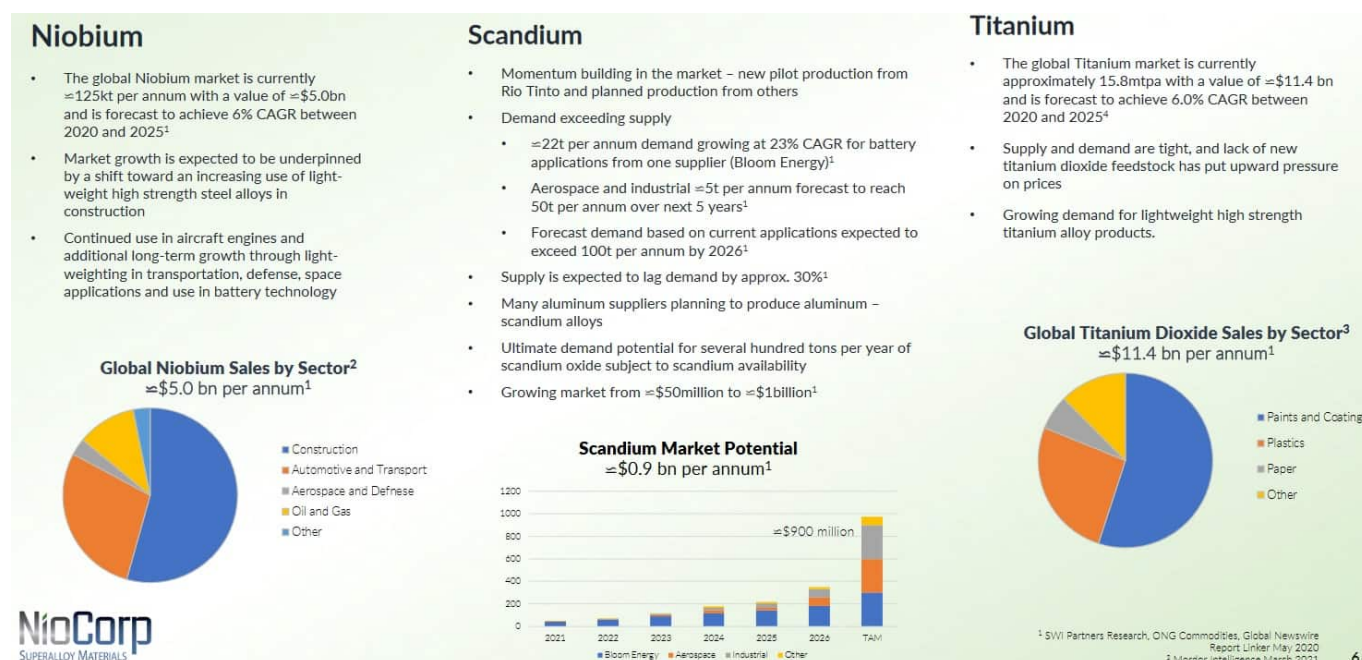 Niobium
• The global Niobium market is currently
≃125kt per annum with a value of ≃$5.0bn
and is forecast to achieve 6% CAGR between
2020 and 2025¹
• Market growth is expected to be underpinned
by a shift toward an increasing use of light-
weight high strength steel alloys in
construction
• Continued use in aircraft engines and
additional long-term growth through light-
weighting in transportation, defense, space
applications and use in battery technology
Global Niobium Sales by Sector²
≃$5.0 bn per annum¹
Construction
Automotive and Transport
Aerospace and Defnese
Oil and Gas
Other
NioCorp
SUPERALLOY MATERIALS
Scandium
• Momentum building in the market – new pilot production from
Rio Tinto and planned production from others
• Demand exceeding supply
• ≃22t per annum demand growing at 23% CAGR for battery
applications from one supplier (Bloom Energy)¹
• Aerospace and industrial ≃5t per annum forecast to reach
50t per annum over next 5 years¹
• Forecast demand based on current applications expected to
exceed 100t per annum by 2026¹
• Supply is expected to lag demand by approx. 30%¹
• Many aluminum suppliers planning to produce aluminum –
scandium alloys
• Ultimate demand potential for several hundred tons per year of
scandium oxide subject to scandium availability
• Growing market from ≃$50million to ≃$1billion¹
Scandium Market Potential
≃$0.9 bn per annum¹
1200
1000
800
600
400
200
0
≃$900 million
2021 2022 2023 2024 2025 2026 TAM
Bloom Energy Aerospace Industrial Other
Titanium
• The global Titanium market is currently
approximately 15.8mtpa with a value of ≃$11.4 bn
and is forecast to achieve 6.0% CAGR between
2020 and 2025⁴
• Supply and demand are tight, and lack of new
titanium dioxide feedstock has put upward pressure
on prices
• Growing demand for lightweight high strength
titanium alloy products.
Global Titanium Dioxide Sales by Sector³
≃$11.4 bn per annum¹
Paints and Coating
Plastics
Paper
Other
¹ SWI Partners Research, ONG Commodities, Global Newswire
Report Linker May 2020
² Mordor Intelligence March 2021
6